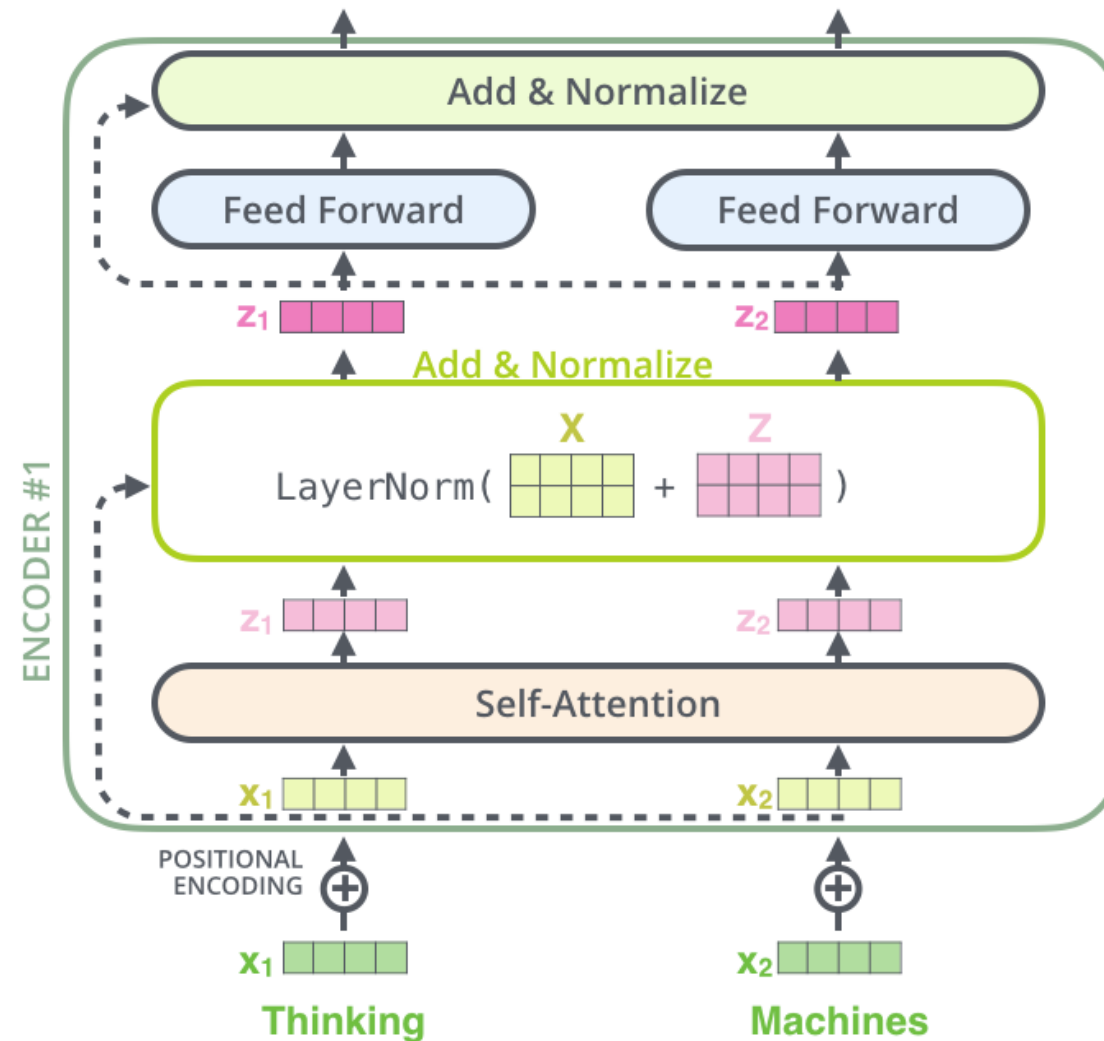 Add & Normalize
Feed Forward
Feed Forward
z1
z2
Add & Normalize
X
Z
LayerNorm(
+
)
ENCODER #1
z1
z2
Self-Attention
x1
x2
POSITIONAL
ENCODING
x1
x2
Thinking
Machines